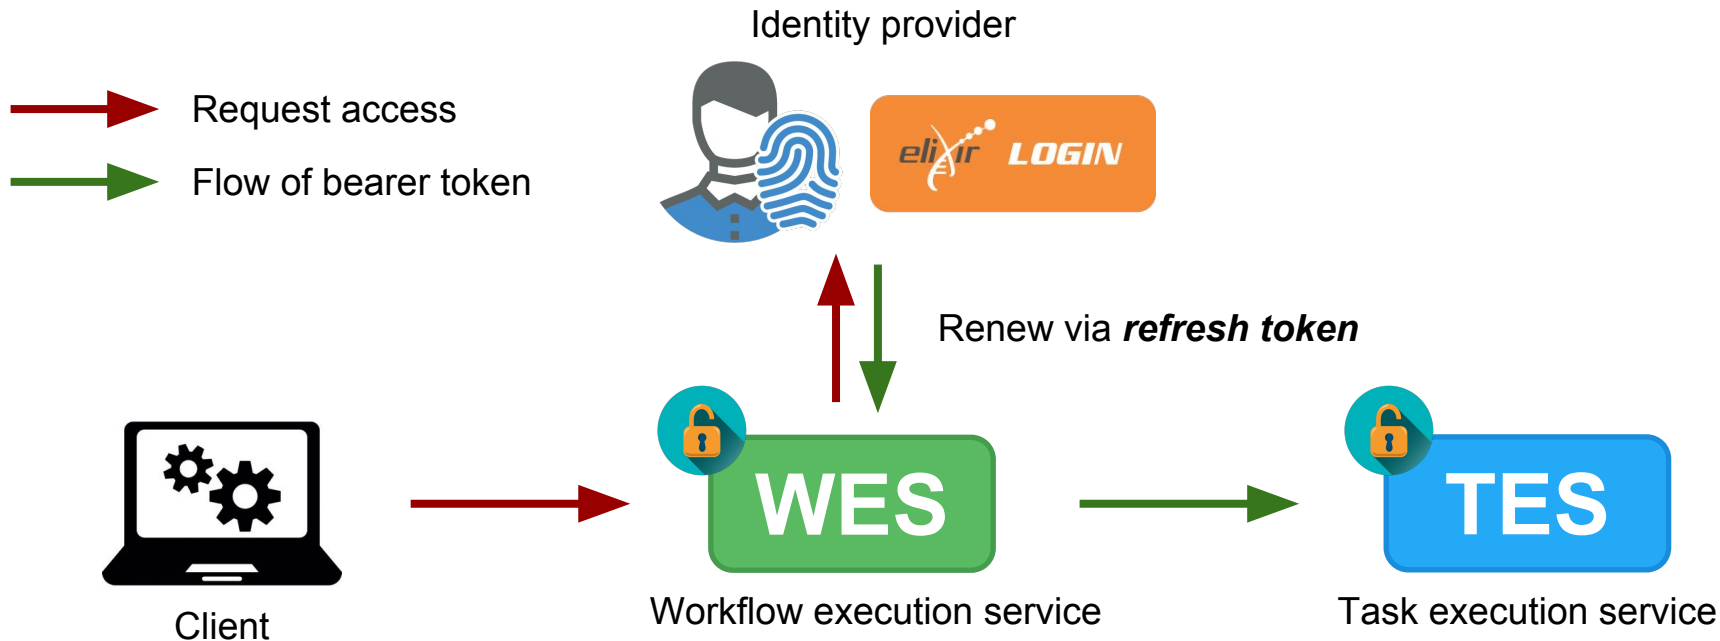 Identity provider
Request access
Flow of bearer token
elixir LOGIN
Renew via refresh token
WES
TES
Client
Workflow execution service
Task execution service